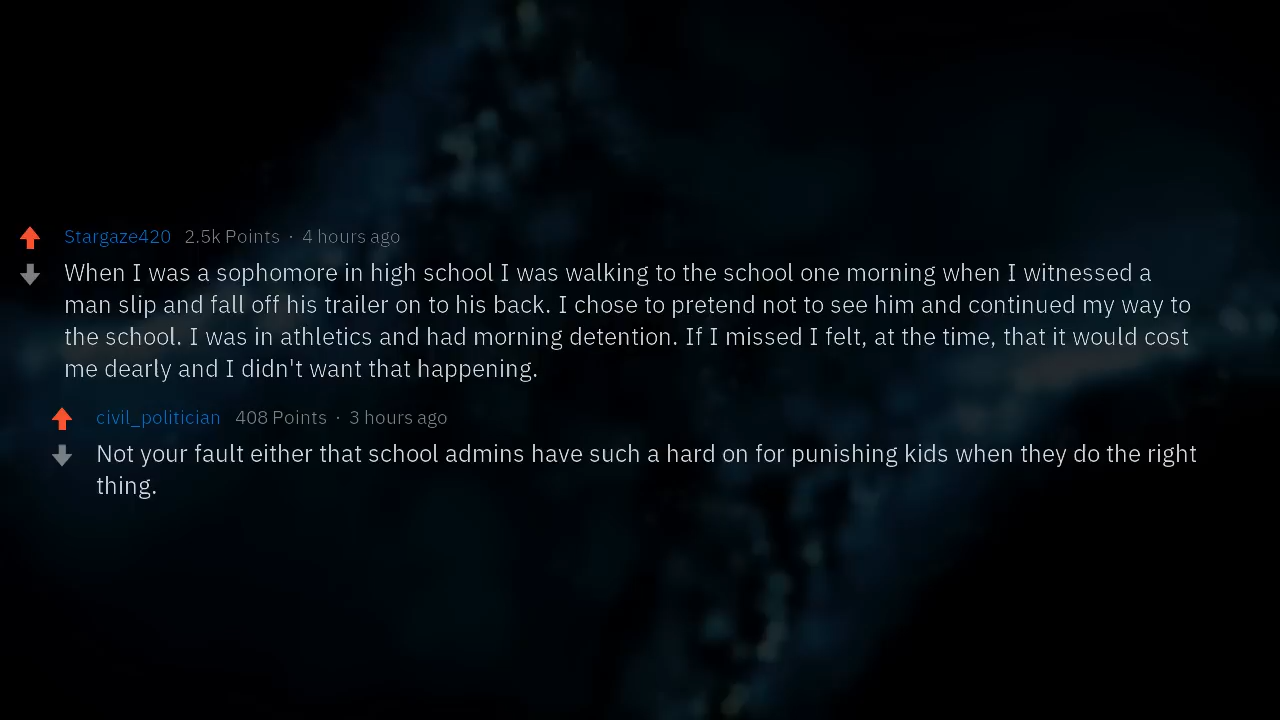 Stargaze420 2.5k Points · 4 hours ago
When I was a sophomore in high school I was walking to the school one morning when I witnessed a
man slip and fall off his trailer on to his back. I chose to pretend not to see him and continued my way to
the school. I was in athletics and had morning detention. If I missed I felt, at the time, that it would cost
me dearly and I didn't want that happening.
civil_politician 408 Points · 3 hours ago
Not your fault either that school admins have such a hard on for punishing kids when they do the right
thing.